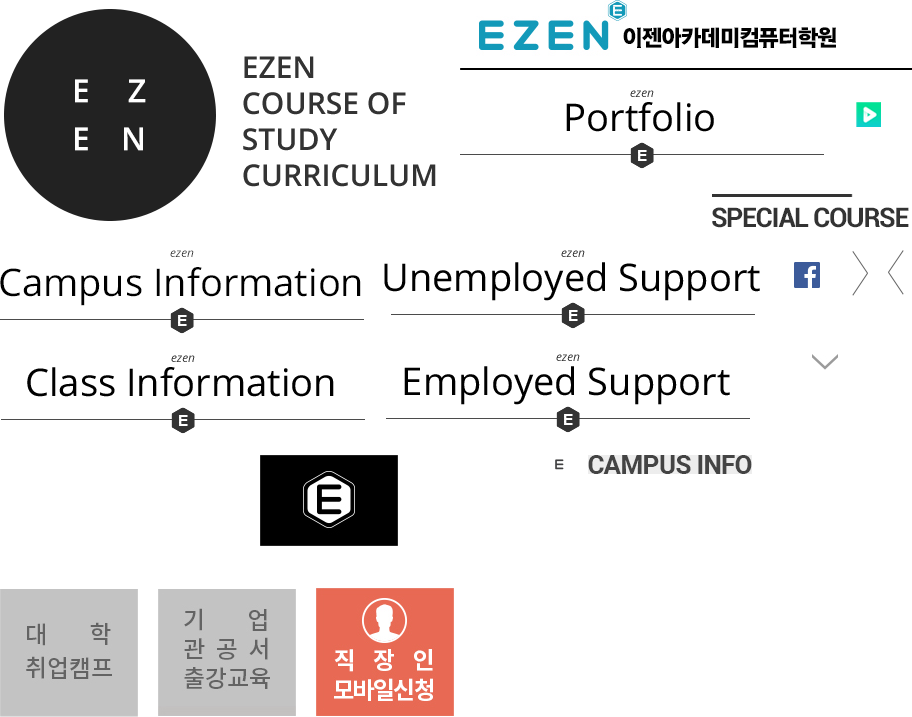 E Z
E N
EZEN
COURSE OF
STUDY
CURRICULUM
EZEN E 이젠아카데미컴퓨터학원
ezen
Portfolio
E
SPECIAL COURSE
ezen
Campus Information
E
ezen
Unemployed Support
E
f
ezen
Class Information
E
ezen
Employed Support
E
E CAMPUS INFO
E
대 학
취업캠프
기 업
관 공 서
출강교육
직 장 인
모바일신청